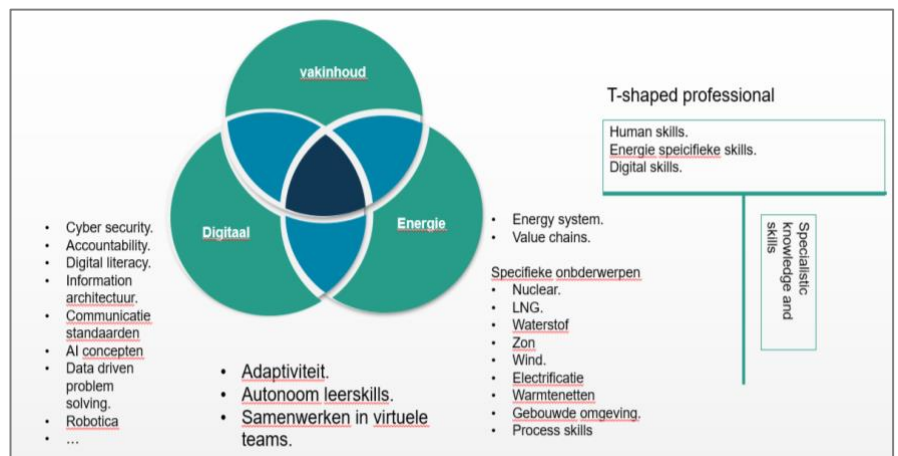 vakinhoud
Digitaal
Energie
• Cyber security.
• Accountability.
• Digital literacy.
• Information
architectuur.
• Communicatie
standaarden
• AI concepten
• Data driven
problem
solving.
• Robotica
• ...
• Adaptiviteit.
• Autonoom leerskills.
• Samenwerken in virtuele
teams.
• Energy system.
• Value chains.
Specifieke onbderwerpen
• Nuclear.
• LNG.
• Waterstof
• Zon
• Wind.
• Electrificatie
• Warmtenetten
• Gebouwde omgeving.
• Process skills
T-shaped professional
Human skills.
Energie speicifieke skills.
Digital skills.
Specialistic
knowledge and
skills